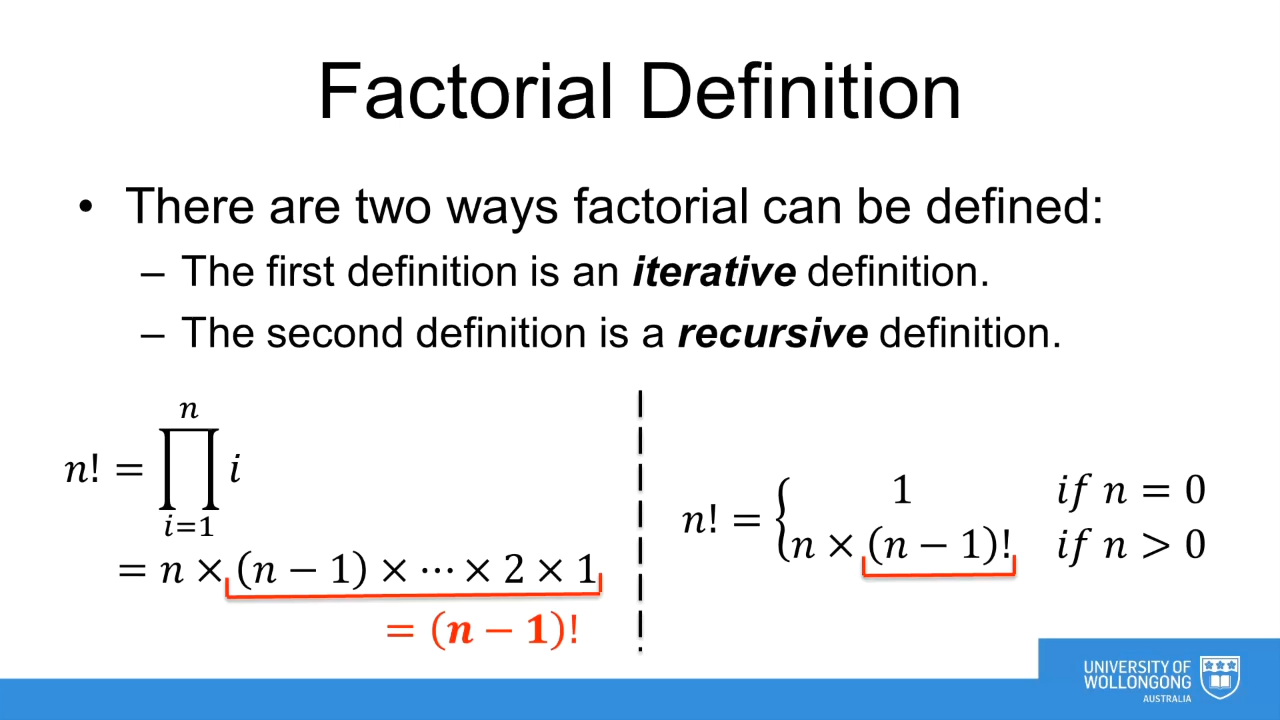 Factorial Definition
• There are two ways factorial can be defined:
– The first definition is an iterative definition.
– The second definition is a recursive definition.
n
n! = ∏ i
i=1
= n × (n − 1) × ⋯ × 2 × 1
= (n − 1)!
n! = { 1 if n = 0
n × (n − 1)! if n > 0
UNIVERSITY OF
WOLLONGONG
AUSTRALIA